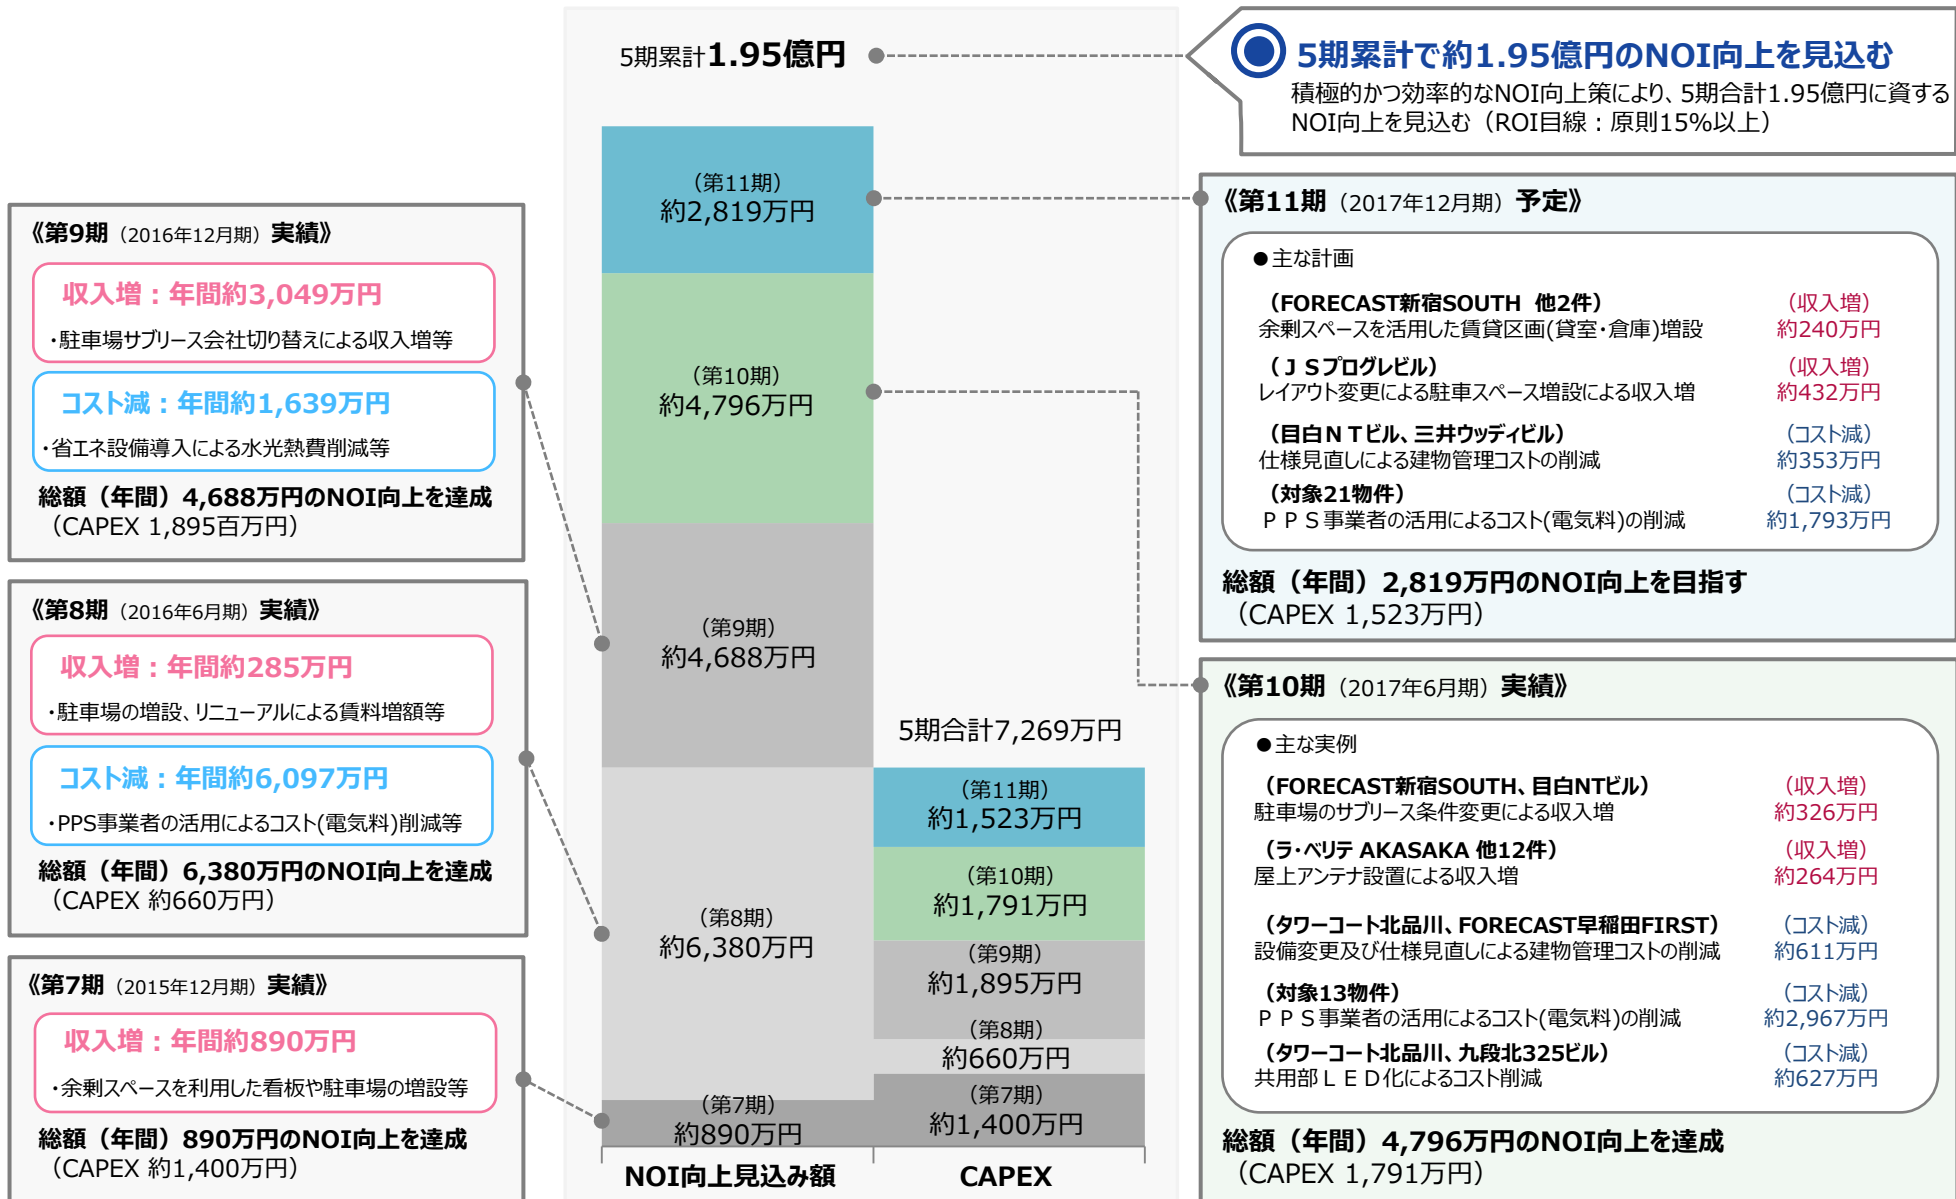 5期累計1.95億円
5期累計で約1.95億円のNOI向上を見込む
積極的かつ効率的なNOI向上策により、5期合計1.95億円に資する
NOI向上を見込む（ROI目線：原則15%以上）
《第9期（2016年12月期）実績》
収入増：年間約3,049万円
・駐車場サブリース会社切り替えによる収入増等
コスト減：年間約1,639万円
・省エネ設備導入による水光熱費削減等
総額（年間）4,688万円のNOI向上を達成
（CAPEX 1,895百万円）
《第8期（2016年6月期）実績》
収入増：年間約285万円
・駐車場の増設、リニューアルによる賃料増額等
コスト減：年間約6,097万円
・PPS事業者の活用によるコスト(電気料)削減等
総額（年間）6,380万円のNOI向上を達成
（CAPEX 約660万円）
《第7期（2015年12月期）実績》
収入増：年間約890万円
・余剰スペースを利用した看板や駐車場の増設等
総額（年間）890万円のNOI向上を達成
（CAPEX 約1,400万円）
（第11期）
約2,819万円
（第10期）
約4,796万円
（第9期）
約4,688万円
（第8期）
約6,380万円
（第7期）
約890万円
NOI向上見込み額
5期合計7,269万円
（第11期）
約1,523万円
（第10期）
約1,791万円
（第9期）
約1,895万円
（第8期）
約660万円
（第7期）
約1,400万円
CAPEX
《第11期（2017年12月期）予定》
●主な計画
（FORECAST新宿SOUTH 他2件）（収入増）
余剰スペースを活用した賃貸区画(貸室・倉庫)増設 約240万円
（ＪＳプログレビル）（収入増）
レイアウト変更による駐車スペース増設による収入増 約432万円
（目白ＮＴビル、三井ウッディビル）（コスト減）
仕様見直しによる建物管理コストの削減 約353万円
（対象21物件）（コスト減）
ＰＰＳ事業者の活用によるコスト(電気料)の削減 約1,793万円
総額（年間）2,819万円のNOI向上を目指す
（CAPEX 1,523万円）
《第10期（2017年6月期）実績》
●主な実例
（FORECAST新宿SOUTH、目白NTビル）（収入増）
駐車場のサブリース条件変更による収入増 約326万円
（ラ・ベリテ AKASAKA 他12件）（収入増）
屋上アンテナ設置による収入増 約264万円
（タワーコート北品川、FORECAST早稲田FIRST）（コスト減）
設備変更及び仕様見直しによる建物管理コストの削減 約611万円
（対象13物件）（コスト減）
ＰＰＳ事業者の活用によるコスト(電気料)の削減 約2,967万円
（タワーコート北品川、九段北325ビル）（コスト減）
共用部ＬＥＤ化によるコスト削減 約627万円
総額（年間）4,796万円のNOI向上を達成
（CAPEX 1,791万円）